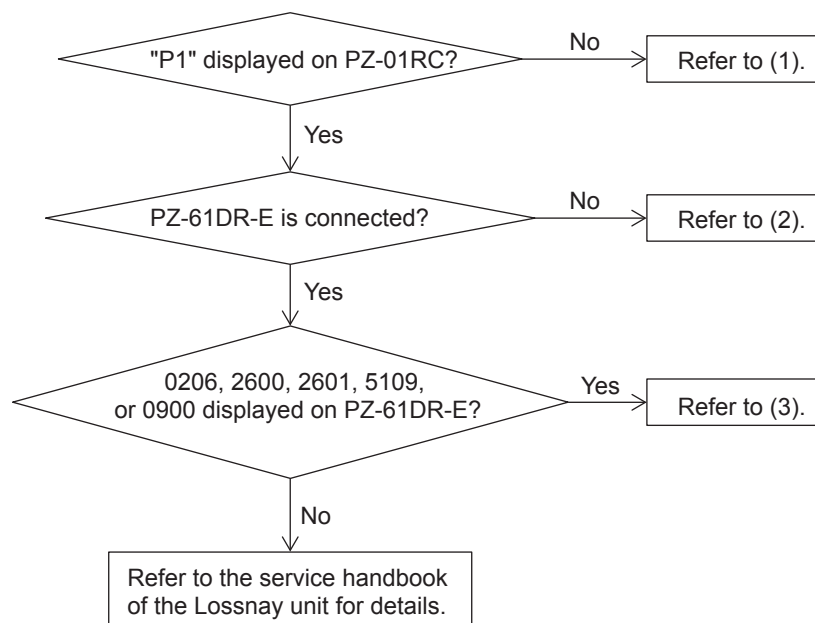 "P1" displayed on PZ-01RC?
No
Refer to (1).
Yes
PZ-61DR-E is connected?
No
Refer to (2).
Yes
0206, 2600, 2601, 5109,
or 0900 displayed on PZ-61DR-E?
Yes
Refer to (3).
No
Refer to the service handbook
of the Lossnay unit for details.